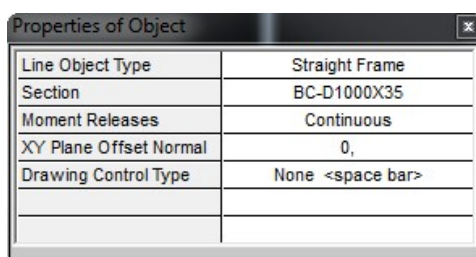 Properties of Object
Line Object Type Straight Frame
Section BC-D1000X35
Moment Releases Continuous
XY Plane Offset Normal 0,
Drawing Control Type None <space bar>